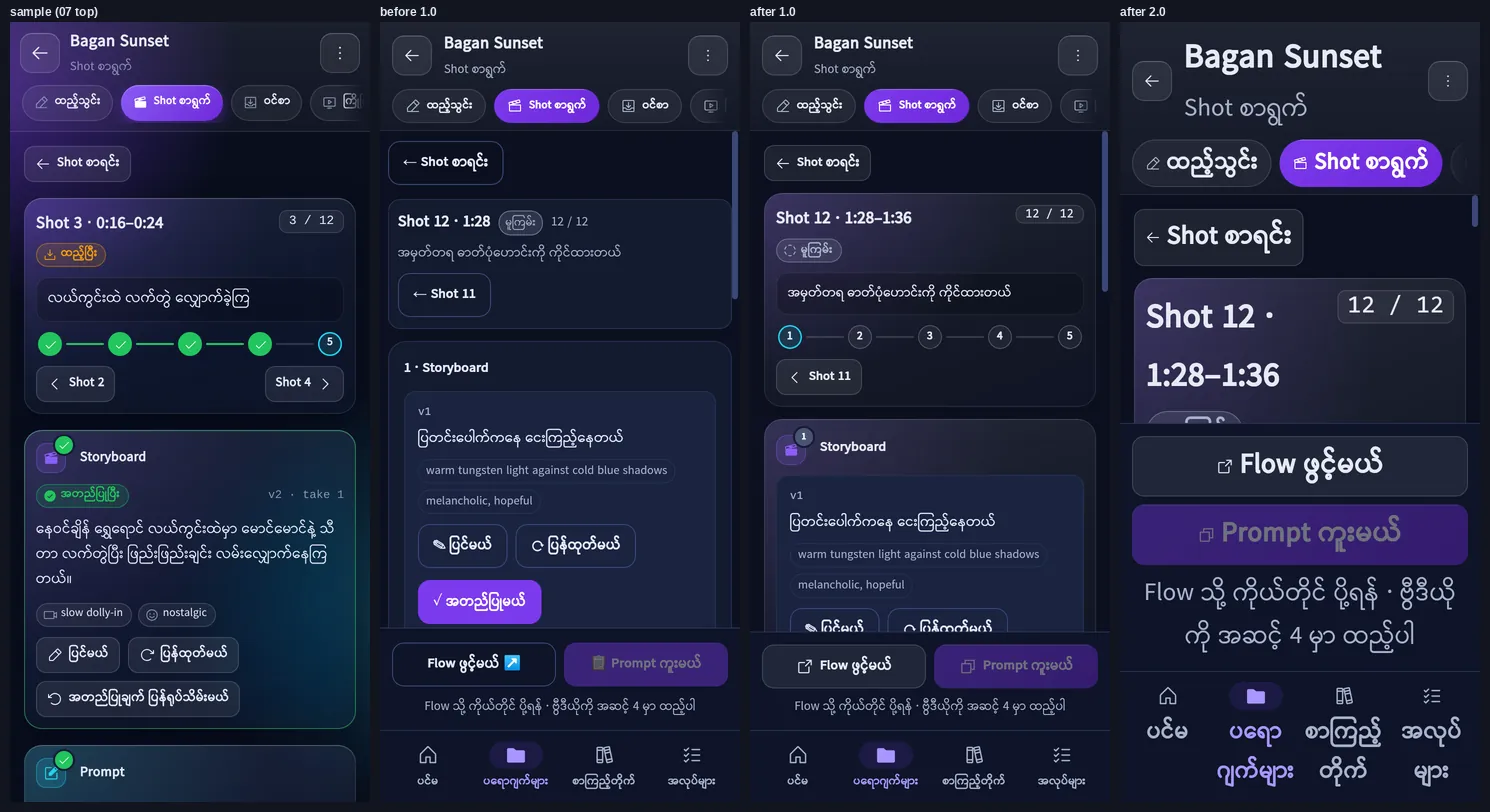 sample (07 top)
Bagan Sunset
Shot စာရွက်
ထည့်သွင်း
Shot စာရွက်
ဝင်စာ
← Shot စာရင်း
Shot 3 · 0:16–0:24
3 / 12
ထည့်ပြီး
လယ်ကွင်းထဲ လက်တွဲ လျှောက်ခဲ့ကြ
5
Shot 2
Shot 4
Storyboard
အတည်ပြုပြီး
v2 · take 1
နေဝင်ချိန် ရွှေရောင် လယ်ကွင်းထဲမှာ မောင်မောင်နဲ့ သီ
တာ လက်တွဲပြီး ဖြည်းဖြည်းချင်း လမ်းလျှောက်နေကြ
တယ်။
slow dolly-in
nostalgic
ပြင်မယ်
ပြန်ထုတ်မယ်
အတည်ပြုချက် ပြန်ရုပ်သိမ်းမယ်
Prompt
before 1.0
Bagan Sunset
Shot စာရွက်
ထည့်သွင်း
Shot စာရွက်
ဝင်စာ
← Shot စာရင်း
Shot 12 · 1:28
မူကြမ်း
12 / 12
အမှတ်တရ ဓာတ်ပုံဟောင်းကို ကိုင်ထားတယ်
← Shot 11
1 · Storyboard
v1
ပြတင်းပေါက်ကနေ ငေးကြည့်နေတယ်
warm tungsten light against cold blue shadows
melancholic, hopeful
✎ ပြင်မယ်
ပြန်ထုတ်မယ်
✓ အတည်ပြုမယ်
Flow ဖွင့်မယ် ↗
Prompt ကူးမယ်
Flow သို့ ကိုယ်တိုင် ပို့ရန် · ဗွီဒီယိုကို အဆင့် 4 မှာ ထည့်ပါ
ပင်မ
ပရောဂျက်များ
စာကြည့်တိုက်
အလုပ်များ
after 1.0
Bagan Sunset
Shot စာရွက်
ထည့်သွင်း
Shot စာရွက်
ဝင်စာ
← Shot စာရင်း
Shot 12 · 1:28–1:36
12 / 12
မူကြမ်း
အမှတ်တရ ဓာတ်ပုံဟောင်းကို ကိုင်ထားတယ်
1 2 3 4 5
Shot 11
1
Storyboard
v1
ပြတင်းပေါက်ကနေ ငေးကြည့်နေတယ်
warm tungsten light against cold blue shadows
melancholic, hopeful
ပြင်မယ်
ပြန်ထုတ်မယ်
Flow ဖွင့်မယ်
Prompt ကူးမယ်
Flow သို့ ကိုယ်တိုင် ပို့ရန် · ဗွီဒီယိုကို အဆင့် 4 မှာ ထည့်ပါ
ပင်မ
ပရောဂျက်များ
စာကြည့်တိုက်
အလုပ်များ
after 2.0
Bagan Sunset
Shot စာရွက်
ထည့်သွင်း
Shot စာရွက်
← Shot စာရင်း
Shot 12 ·
1:28–1:36
12 / 12
Flow ဖွင့်မယ်
Prompt ကူးမယ်
Flow သို့ ကိုယ်တိုင် ပို့ရန် · ဗွီဒီယို
ကို အဆင့် 4 မှာ ထည့်ပါ
ပင်မ
ပရော
ဂျက်များ
စာကြည့်
တိုက်
အလုပ်
များ